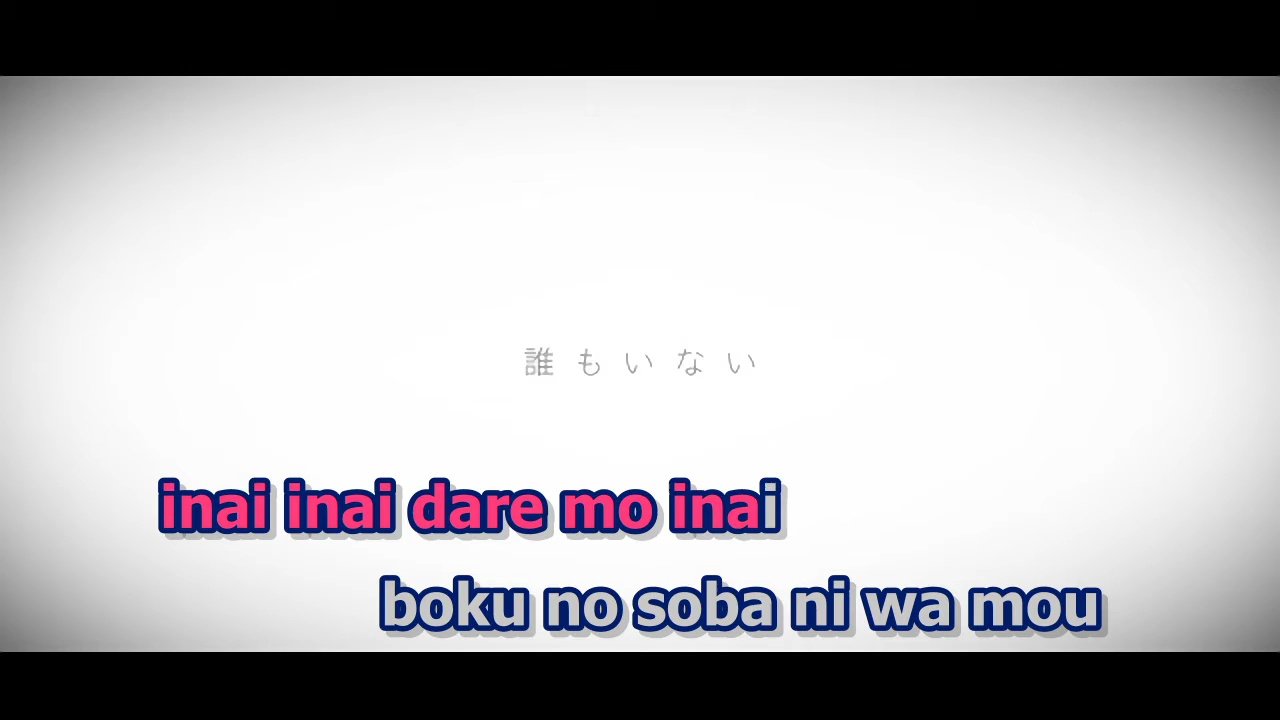 誰もいない
inai inai dare mo inai
boku no soba ni wa mou